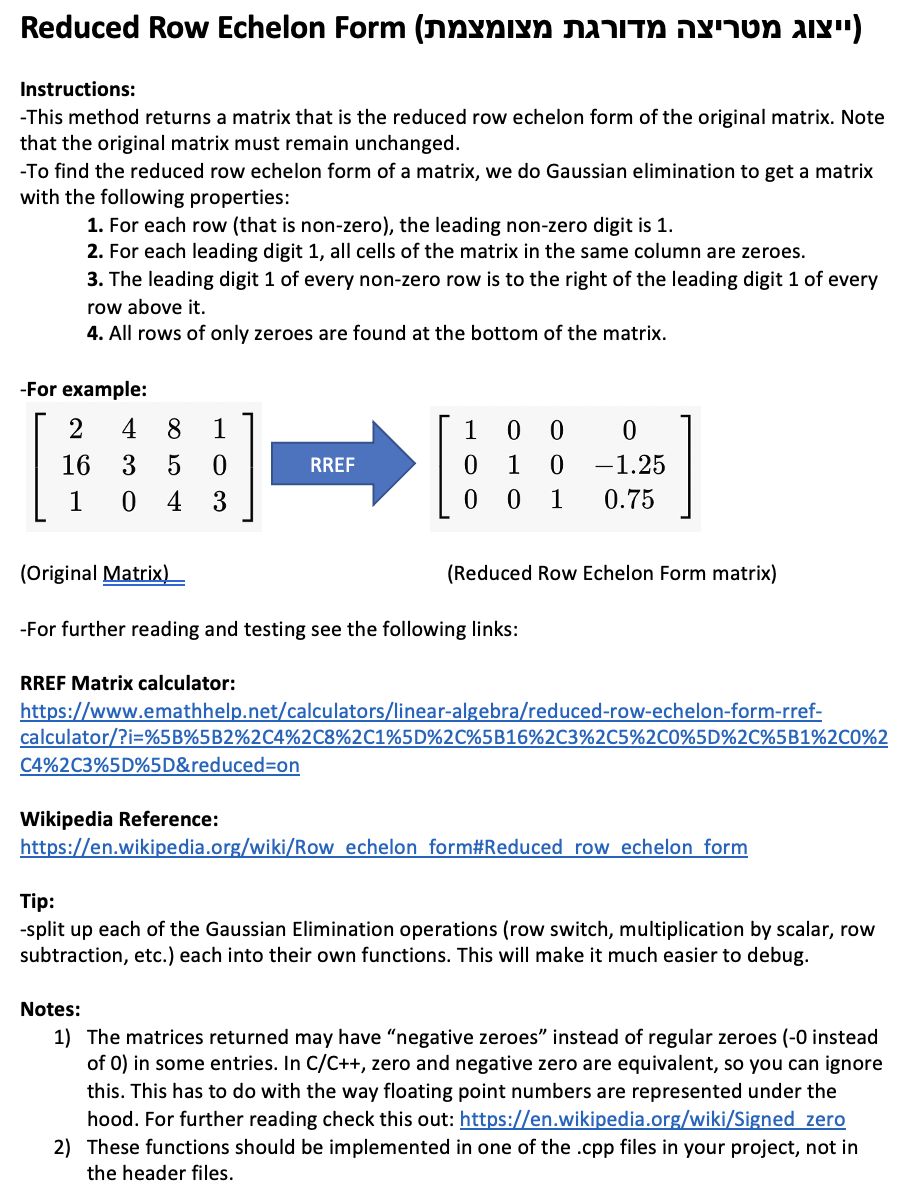 Reduced Row Echelon Form (ייצוג מטריצה מדורגת מצומצמת)
Instructions:
-This method returns a matrix that is the reduced row echelon form of the original matrix. Note
that the original matrix must remain unchanged.
-To find the reduced row echelon form of a matrix, we do Gaussian elimination to get a matrix
with the following properties:
1. For each row (that is non-zero), the leading non-zero digit is 1.
2. For each leading digit 1, all cells of the matrix in the same column are zeroes.
3. The leading digit 1 of every non-zero row is to the right of the leading digit 1 of every
row above it.
4. All rows of only zeroes are found at the bottom of the matrix.
-For example:
2 4 8 1
16 3 5 0
1 0 4 3
RREF
1 0 0 0
0 1 0 −1.25
0 0 1 0.75
(Original Matrix)
(Reduced Row Echelon Form matrix)
-For further reading and testing see the following links:
RREF Matrix calculator:
https://www.emathhelp.net/calculators/linear-algebra/reduced-row-echelon-form-rref-
calculator/?i=%5B%5B2%2C4%2C8%2C1%5D%2C%5B16%2C3%2C5%2C0%5D%2C%5B1%2C0%2
C4%2C3%5D%5D&reduced=on
Wikipedia Reference:
https://en.wikipedia.org/wiki/Row_echelon_form#Reduced_row_echelon_form
Tip:
-split up each of the Gaussian Elimination operations (row switch, multiplication by scalar, row
subtraction, etc.) each into their own functions. This will make it much easier to debug.
Notes:
1) The matrices returned may have “negative zeroes” instead of regular zeroes (-0 instead
of 0) in some entries. In C/C++, zero and negative zero are equivalent, so you can ignore
this. This has to do with the way floating point numbers are represented under the
hood. For further reading check this out: https://en.wikipedia.org/wiki/Signed_zero
2) These functions should be implemented in one of the .cpp files in your project, not in
the header files.